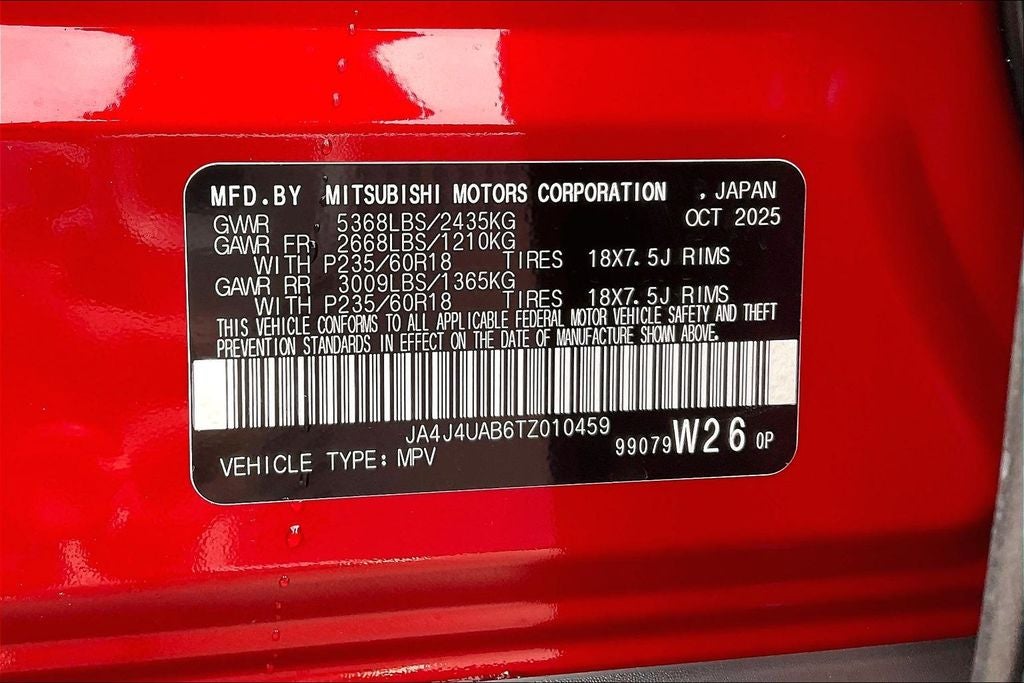 MFD.BY MITSUBISHI MOTORS CORPORATION , JAPAN
GWWR 5368LBS/2435KG OCT 2025
GAWR FR 2668LBS/1210KG
WITH P235/60R18 TIRES 18X7.5J RIMS
GAWR RR 3009LBS/1365KG
WITH P235/60R18 TIRES 18X7.5J RIMS
THIS VEHICLE CONFORMS TO ALL APPLICABLE FEDERAL MOTOR VEHICLE SAFETY AND THEFT
PREVENTION STANDARDS IN EFFECT ON THE DATE OF MANUFACTURE SHOWN ABOVE.
JA4J4UAB6TZ010459
99079 W26 0P
VEHICLE TYPE: MPV